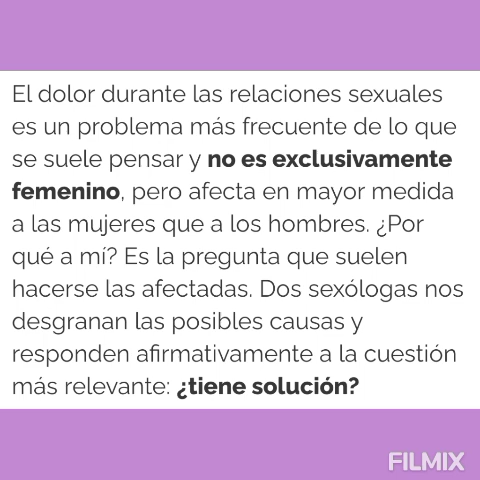 El dolor durante las relaciones sexuales
es un problema más frecuente de lo que
se suele pensar y no es exclusivamente
femenino, pero afecta en mayor medida
a las mujeres que a los hombres. ¿Por
qué a mí? Es la pregunta que suelen
hacerse las afectadas. Dos sexólogas nos
desgranan las posibles causas y
responden afirmativamente a la cuestión
más relevante: ¿tiene solución?
FILMIX